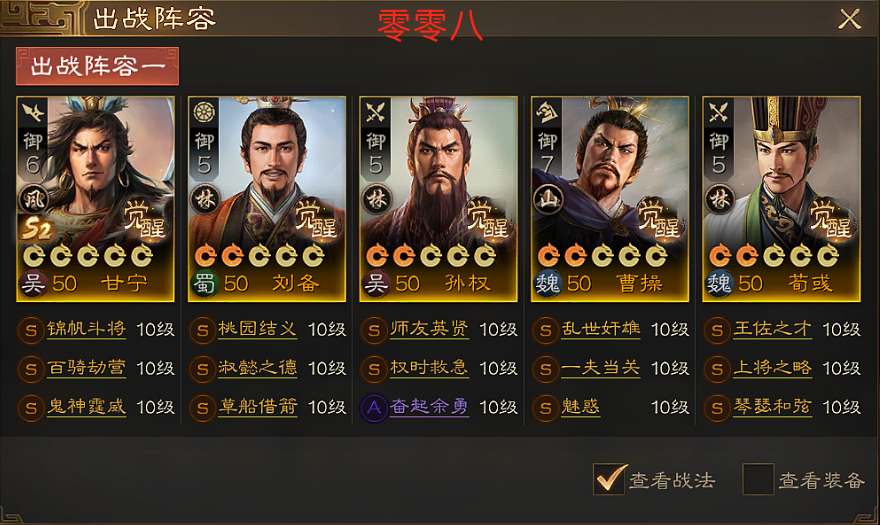 出战阵容
零零八
出战阵容一
御6 御5 御5 御7 御5
风 林 林 山 林
S2
觉醒 觉醒 觉醒 觉醒 觉醒
吴 50 甘宁 蜀 50 刘备 吴 50 孙权 魏 50 曹操 魏 50 荀彧
S 锦帆斗将 10级 S 桃园结义 10级 S 师友英贤 10级 S 乱世奸雄 10级 S 王佐之才 10级
S 百骑劫营 10级 S 淑懿之德 10级 S 权时救急 10级 S 一夫当关 10级 S 上将之略 10级
S 鬼神霆威 10级 S 草船借箭 10级 A 奋起余勇 10级 S 魅惑 10级 S 琴瑟和弦 10级
查看战法 查看装备